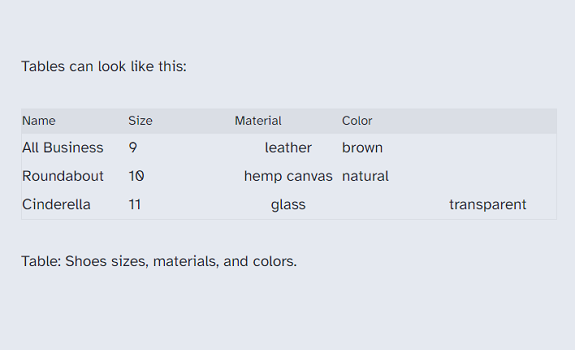 Tables can look like this:
Name Size Material Color
All Business 9 leather brown
Roundabout 10 hemp canvas natural
Cinderella 11 glass transparent
Table: Shoes sizes, materials, and colors.